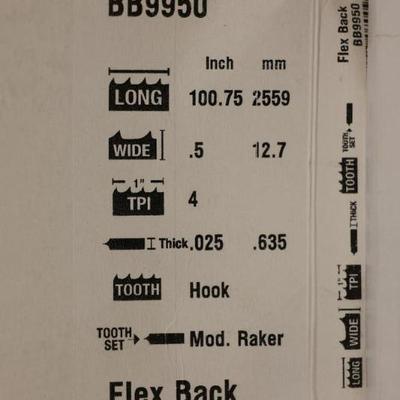 BB9950
Inch mm
LONG 100.75 2559
WIDE .5 12.7
1"
TPI 4
Thick .025 .635
TOOTH Hook
TOOTH SET Mod. Raker
Flex Back
Flex Back
BB9950
TOOTH SET
TOOTH
THICK
1"
TPI
WIDE
LONG